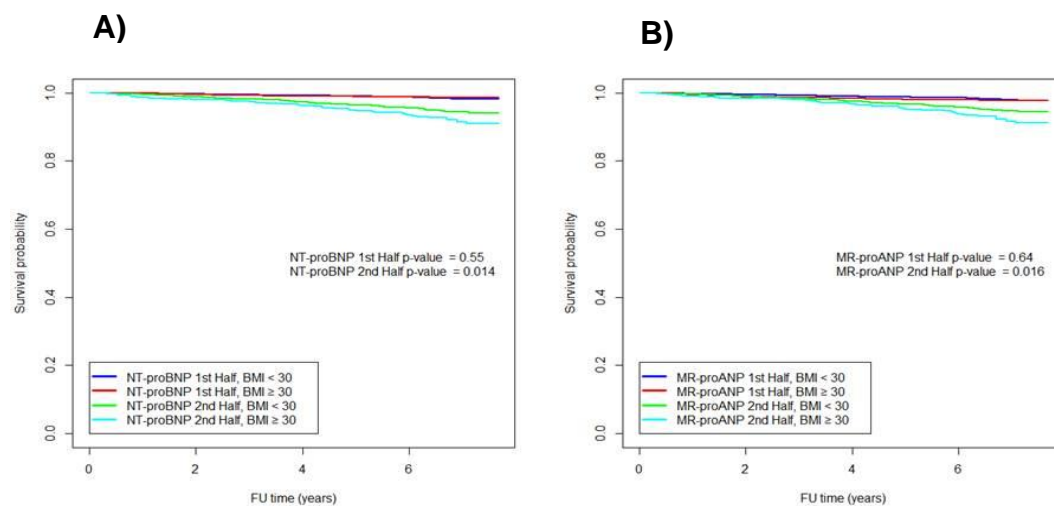 A)
1.0
0.8
0.6
0.4
0.2
0.0
Survival probability
NT-proBNP 1st Half p-value = 0.55
NT-proBNP 2nd Half p-value = 0.014
NT-proBNP 1st Half, BMI < 30
NT-proBNP 1st Half, BMI ≥ 30
NT-proBNP 2nd Half, BMI < 30
NT-proBNP 2nd Half, BMI ≥ 30
0 2 4 6
FU time (years)
B)
1.0
0.8
0.6
0.4
0.2
0.0
Survival probability
MR-proANP 1st Half p-value = 0.64
MR-proANP 2nd Half p-value = 0.016
MR-proANP 1st Half, BMI < 30
MR-proANP 1st Half, BMI ≥ 30
MR-proANP 2nd Half, BMI < 30
MR-proANP 2nd Half, BMI ≥ 30
0 2 4 6
FU time (years)